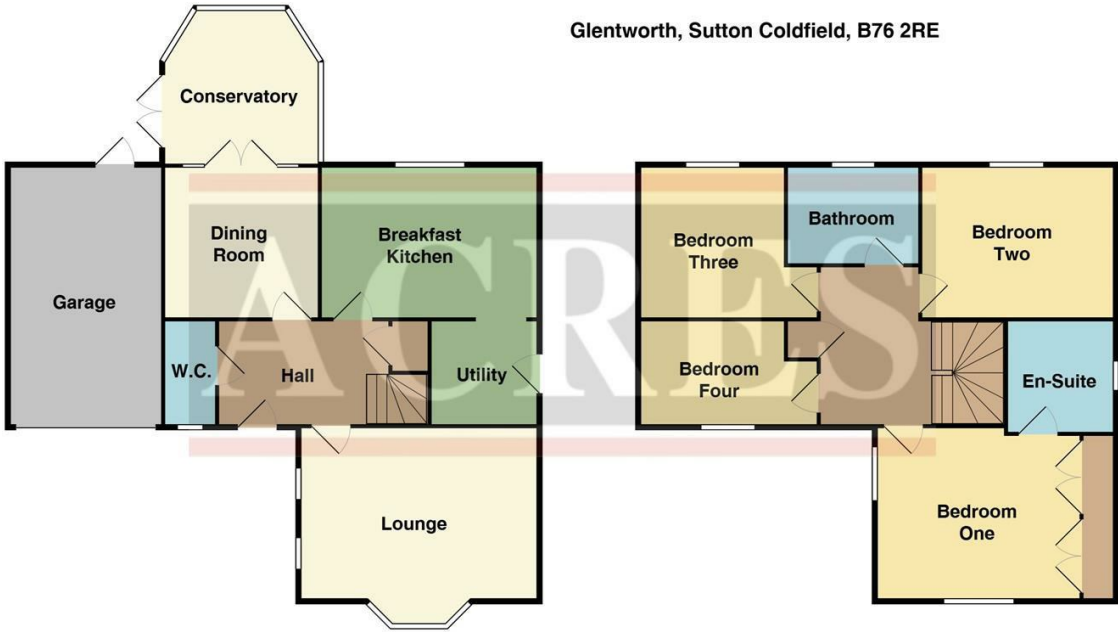 Glentworth, Sutton Coldfield, B76 2RE
Conservatory
Dining
Room
Breakfast
Kitchen
Garage
W.C.
Hall
Utility
Lounge
Bedroom
Three
Bathroom
Bedroom
Two
Bedroom
Four
En-Suite
Bedroom
One
ACRES